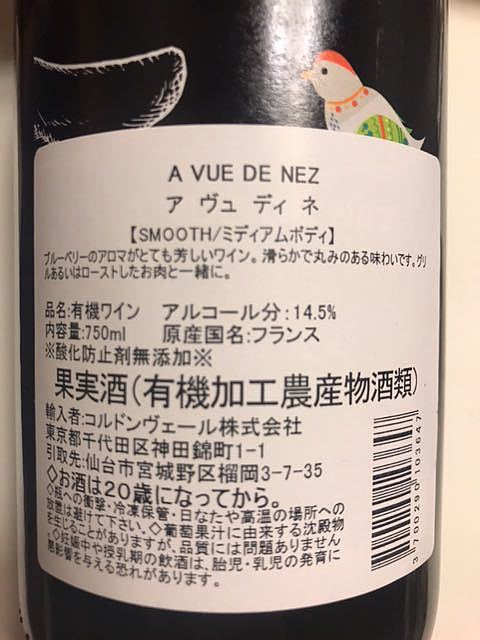 A VUE DE NEZ
ア ヴュ ディ ネ
【SMOOTH/ミディアムボディ】
ブルーベリーのアロマがとても芳しいワイン。滑らかで丸みのある味わいです。グリ
ルあるいはローストしたお肉と一緒に。
品名:有機ワイン アルコール分:14.5%
内容量:750ml 原産国名:フランス
※酸化防止剤無添加※
果実酒(有機加工農産物酒類)
輸入者:コルドンヴェール株式会社
東京都千代田区神田錦町1-1
引取先:仙台市宮城野区榴岡3-7-35
◇お酒は20歳になってから。
◇瓶への衝撃・冷凍保管・日なたや高温の場所への
放置は避けて下さい。◇葡萄果汁に由来する沈殿物
を生じることがありますが、品質には問題ありません
。◇妊娠中や授乳期の飲酒は、胎児・乳児の発育に
悪影響を与える恐れがあります。
3 700290 103647